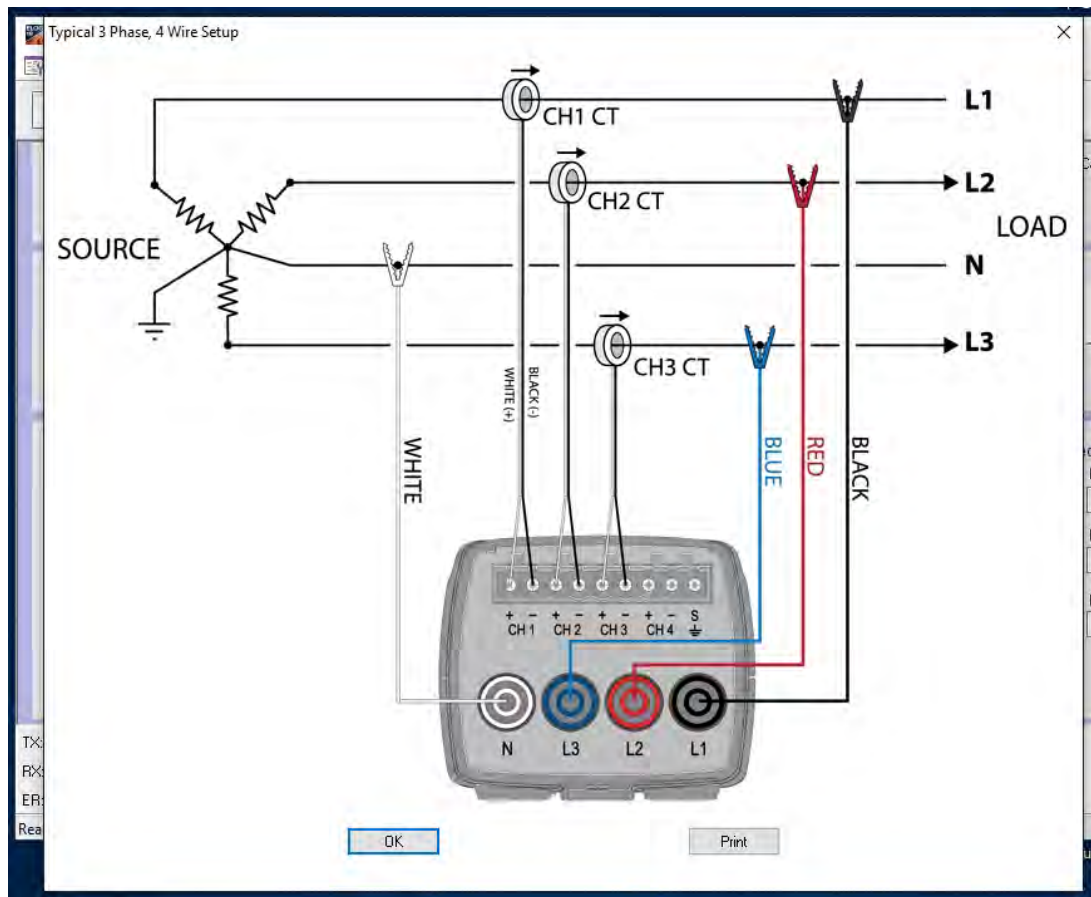 Typical 3 Phase, 4 Wire Setup
L1
CH1 CT
L2
CH2 CT
LOAD
SOURCE
N
L3
CH3 CT
WHITE (+)
BLACK (-)
WHITE
BLUE
RED
BLACK
+ - + - + - + - S
CH 1 CH 2 CH 3 CH 4
N L3 L2 L1
TX:
RX:
ER:
Rea
OK Print